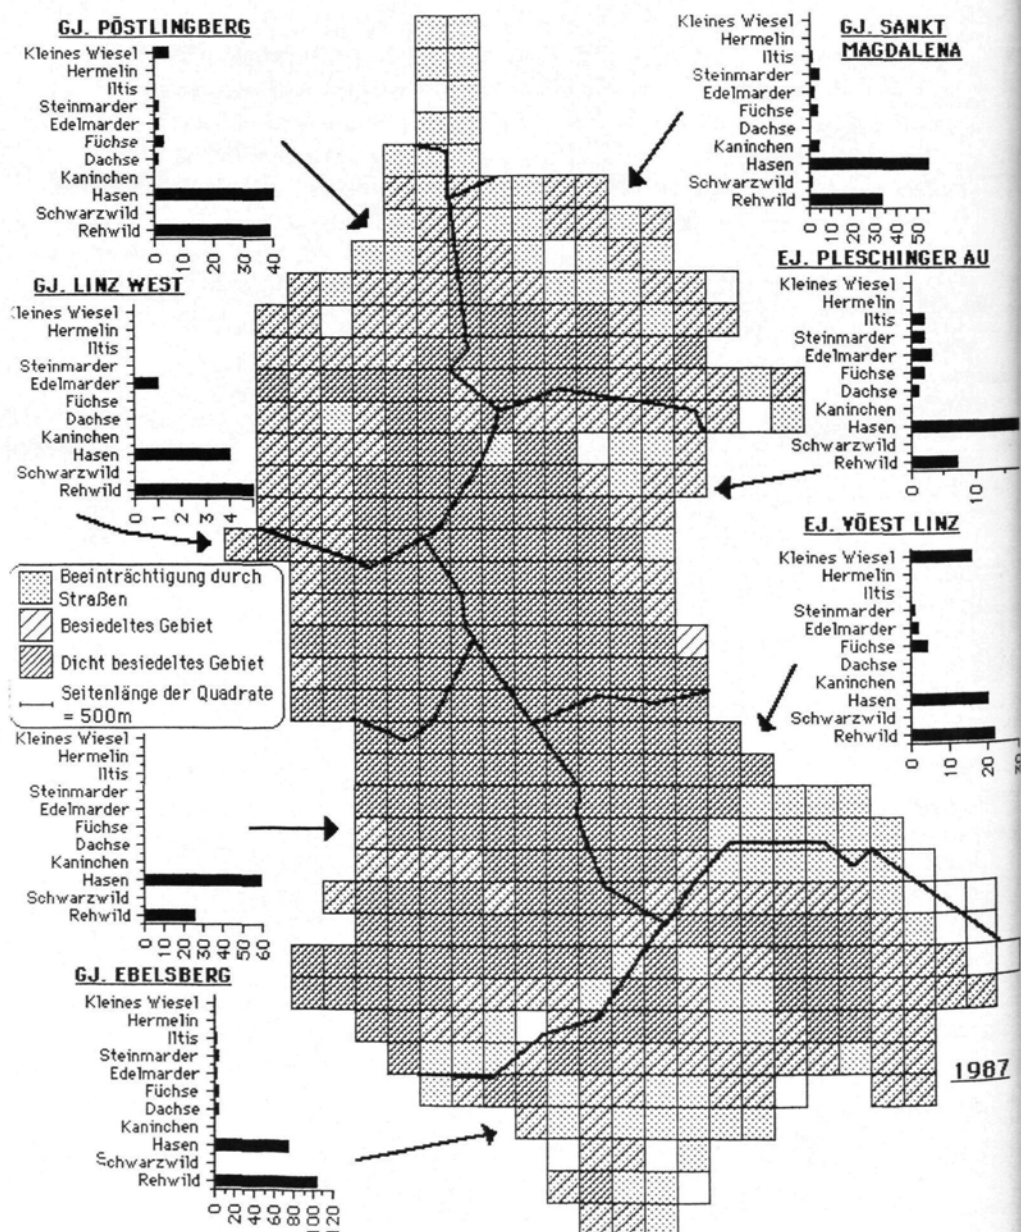 GJ. PÖSTLINGBERG
Kleines Wiesel
Hermelin
Iltis
Steinmarder
Edelmarder
Füchse
Dachse
Kaninchen
Hasen
Schwarzwild
Rehwild
0 10 20 30 40
GJ. SANKT
MAGDALENA
Kleines Wiesel
Hermelin
Iltis
Steinmarder
Edelmarder
Füchse
Dachse
Kaninchen
Hasen
Schwarzwild
Rehwild
0 10 20 30 40 50
GJ. LINZ WEST
leines Wiesel
Hermelin
Iltis
Steinmarder
Edelmarder
Füchse
Dachse
Kaninchen
Hasen
Schwarzwild
Rehwild
0 1 2 3 4
EJ. PLESCHINGER AU
Kleines Wiesel
Hermelin
Iltis
Steinmarder
Edelmarder
Füchse
Dachse
Kaninchen
Hasen
Schwarzwild
Rehwild
0 10
Beeinträchtigung durch
Straßen
Besiedeltes Gebiet
Dicht besiedeltes Gebiet
Seitenlänge der Quadrate
= 500m
EJ. VÖEST LINZ
Kleines Wiesel
Hermelin
Iltis
Steinmarder
Edelmarder
Füchse
Dachse
Kaninchen
Hasen
Schwarzwild
Rehwild
0 10 20 30
Kleines Wiesel
Hermelin
Iltis
Steinmarder
Edelmarder
Füchse
Dachse
Kaninchen
Hasen
Schwarzwild
Rehwild
0 10 20 30 40 50 60
GJ. EBELSBERG
Kleines Wiesel
Hermelin
Iltis
Steinmarder
Edelmarder
Füchse
Dachse
Kaninchen
Hasen
Schwarzwild
Rehwild
0 20 40 60 80 100 120
1987